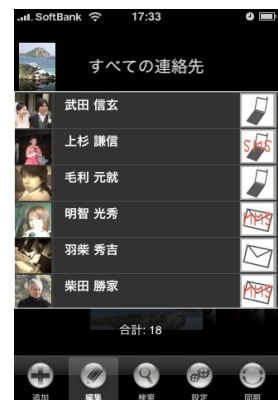 SoftBank 17:33
すべての連絡先
武田 信玄
上杉 謙信
SMS
毛利 元就
明智 光秀
MMS
羽柴 秀吉
柴田 勝家
MMS
合計: 18
追加 編集 検索 設定 同期